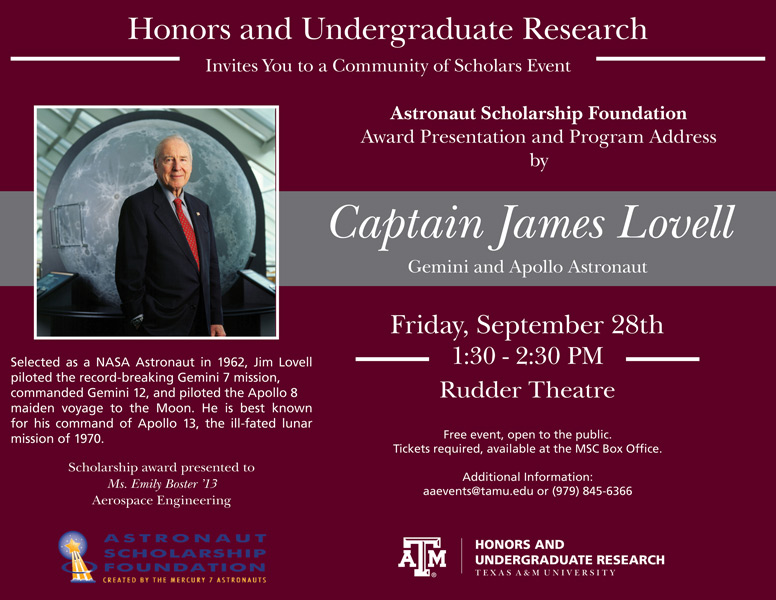 Honors and Undergraduate Research
Invites You to a Community of Scholars Event
Astronaut Scholarship Foundation
Award Presentation and Program Address
by
Captain James Lovell
Gemini and Apollo Astronaut
Friday, September 28th
1:30 - 2:30 PM
Rudder Theatre
Free event, open to the public.
Tickets required, available at the MSC Box Office.
Additional Information:
aaevents@tamu.edu or (979) 845-6366
Selected as a NASA Astronaut in 1962, Jim Lovell
piloted the record-breaking Gemini 7 mission,
commanded Gemini 12, and piloted the Apollo 8
maiden voyage to the Moon. He is best known
for his command of Apollo 13, the ill-fated lunar
mission of 1970.
Scholarship award presented to
Ms. Emily Boster ’13
Aerospace Engineering
ASTRONAUT
SCHOLARSHIP
FOUNDATION
CREATED BY THE MERCURY 7 ASTRONAUTS
ATM®
HONORS AND
UNDERGRADUATE RESEARCH
TEXAS A&M UNIVERSITY